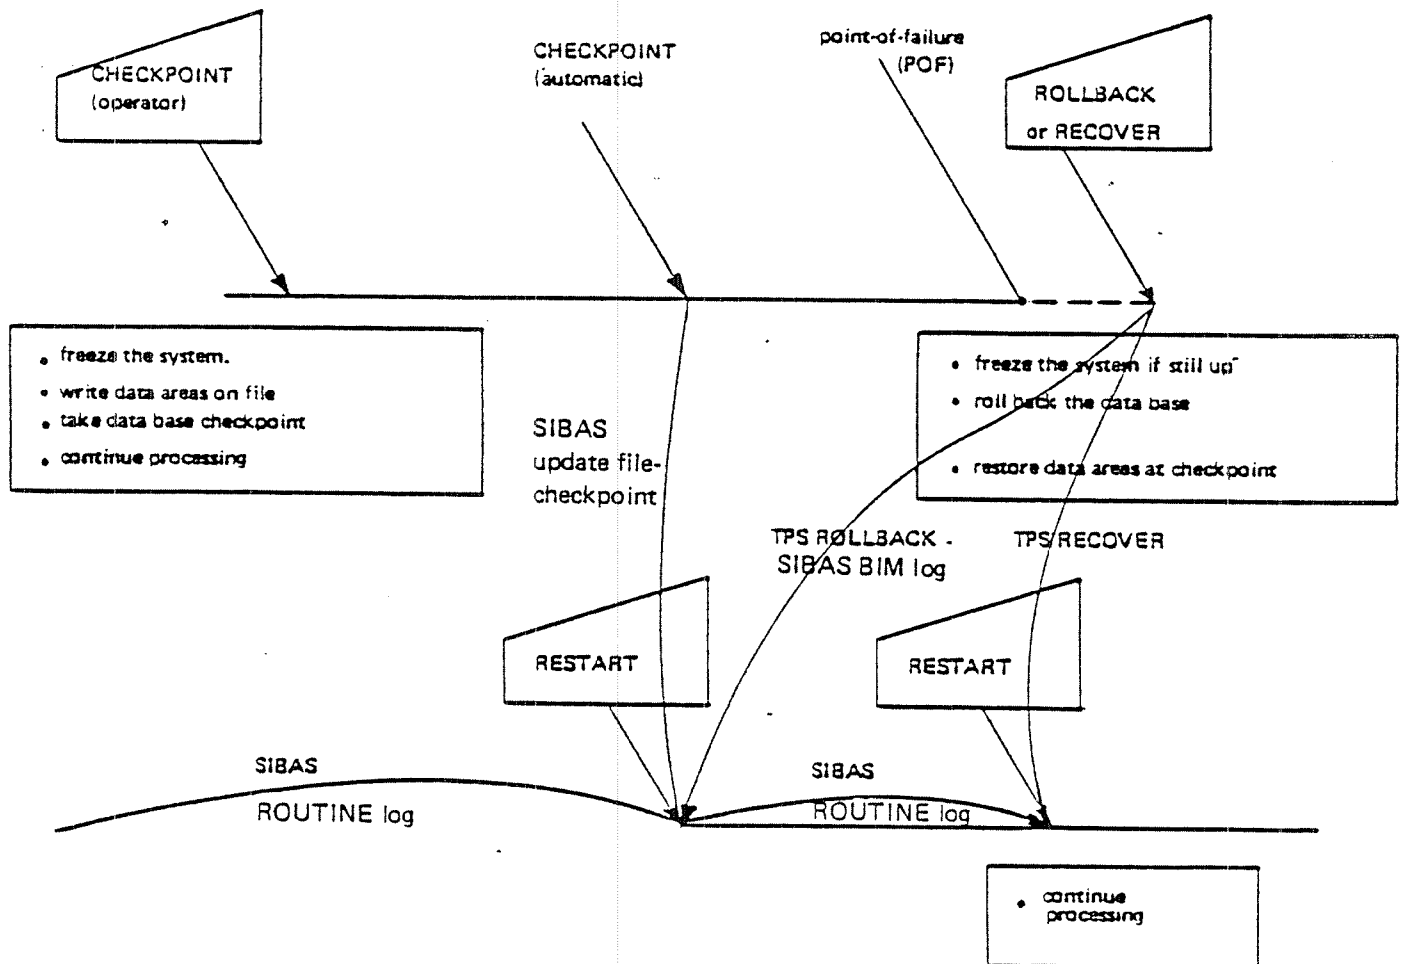 CHECKPOINT
(operator)
CHECKPOINT
(automatic)
point-of-failure
(POF)
ROLLBACK
or RECOVER
• freeze the system.
• write data areas on file
• take data base checkpoint
• continue processing
• freeze the system if still up
• roll back the data base
• restore data areas at checkpoint
SIBAS
update file-
checkpoint
TPS ROLLBACK -
SIBAS BIM log
TPS RECOVER
RESTART
RESTART
SIBAS
ROUTINE log
SIBAS
ROUTINE log
• continue
processing